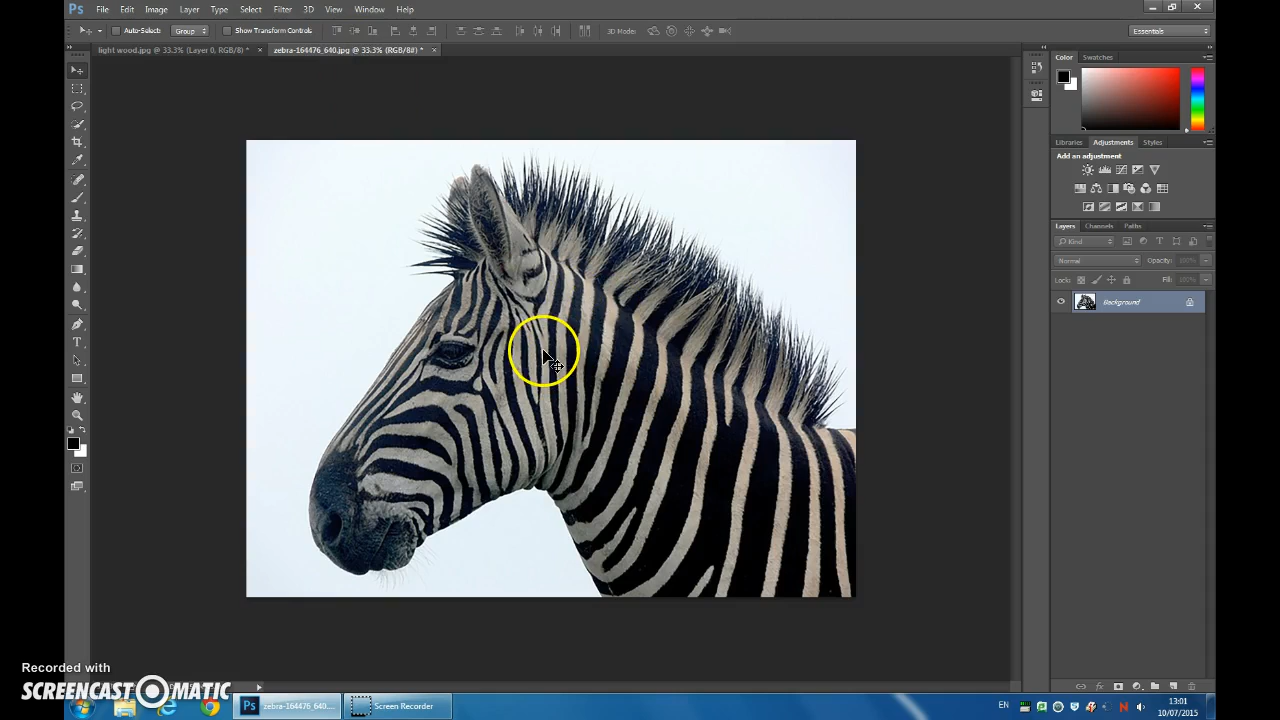 Ps File Edit Image Layer Type Select Filter 3D View Window Help
Auto-Select: Group Show Transform Controls 3D Mode: Essentials
light wood.jpg @ 33.3% (Layer 0, RGB/8) * × zebra-164476_640.jpg @ 33.3% (RGB/8#) * ×
Color Swatches
Libraries Adjustments Styles
Add an adjustment
Layers Channels Paths
Kind
Normal Opacity: 100%
Lock: Fill: 100%
Background
Recorded with
SCREENCAST MATIC
Ps zebra-164476_640.... Screen Recorder
EN 13:01
10/07/2015